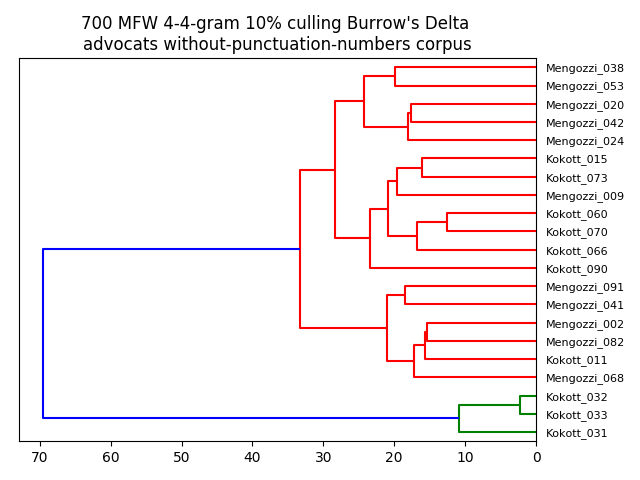 700 MFW 4-4-gram 10% culling Burrow's Delta
advocats without-punctuation-numbers corpus
Mengozzi_038
Mengozzi_053
Mengozzi_020
Mengozzi_042
Mengozzi_024
Kokott_015
Kokott_073
Mengozzi_009
Kokott_060
Kokott_070
Kokott_066
Kokott_090
Mengozzi_091
Mengozzi_041
Mengozzi_002
Mengozzi_082
Kokott_011
Mengozzi_068
Kokott_032
Kokott_033
Kokott_031
70 60 50 40 30 20 10 0